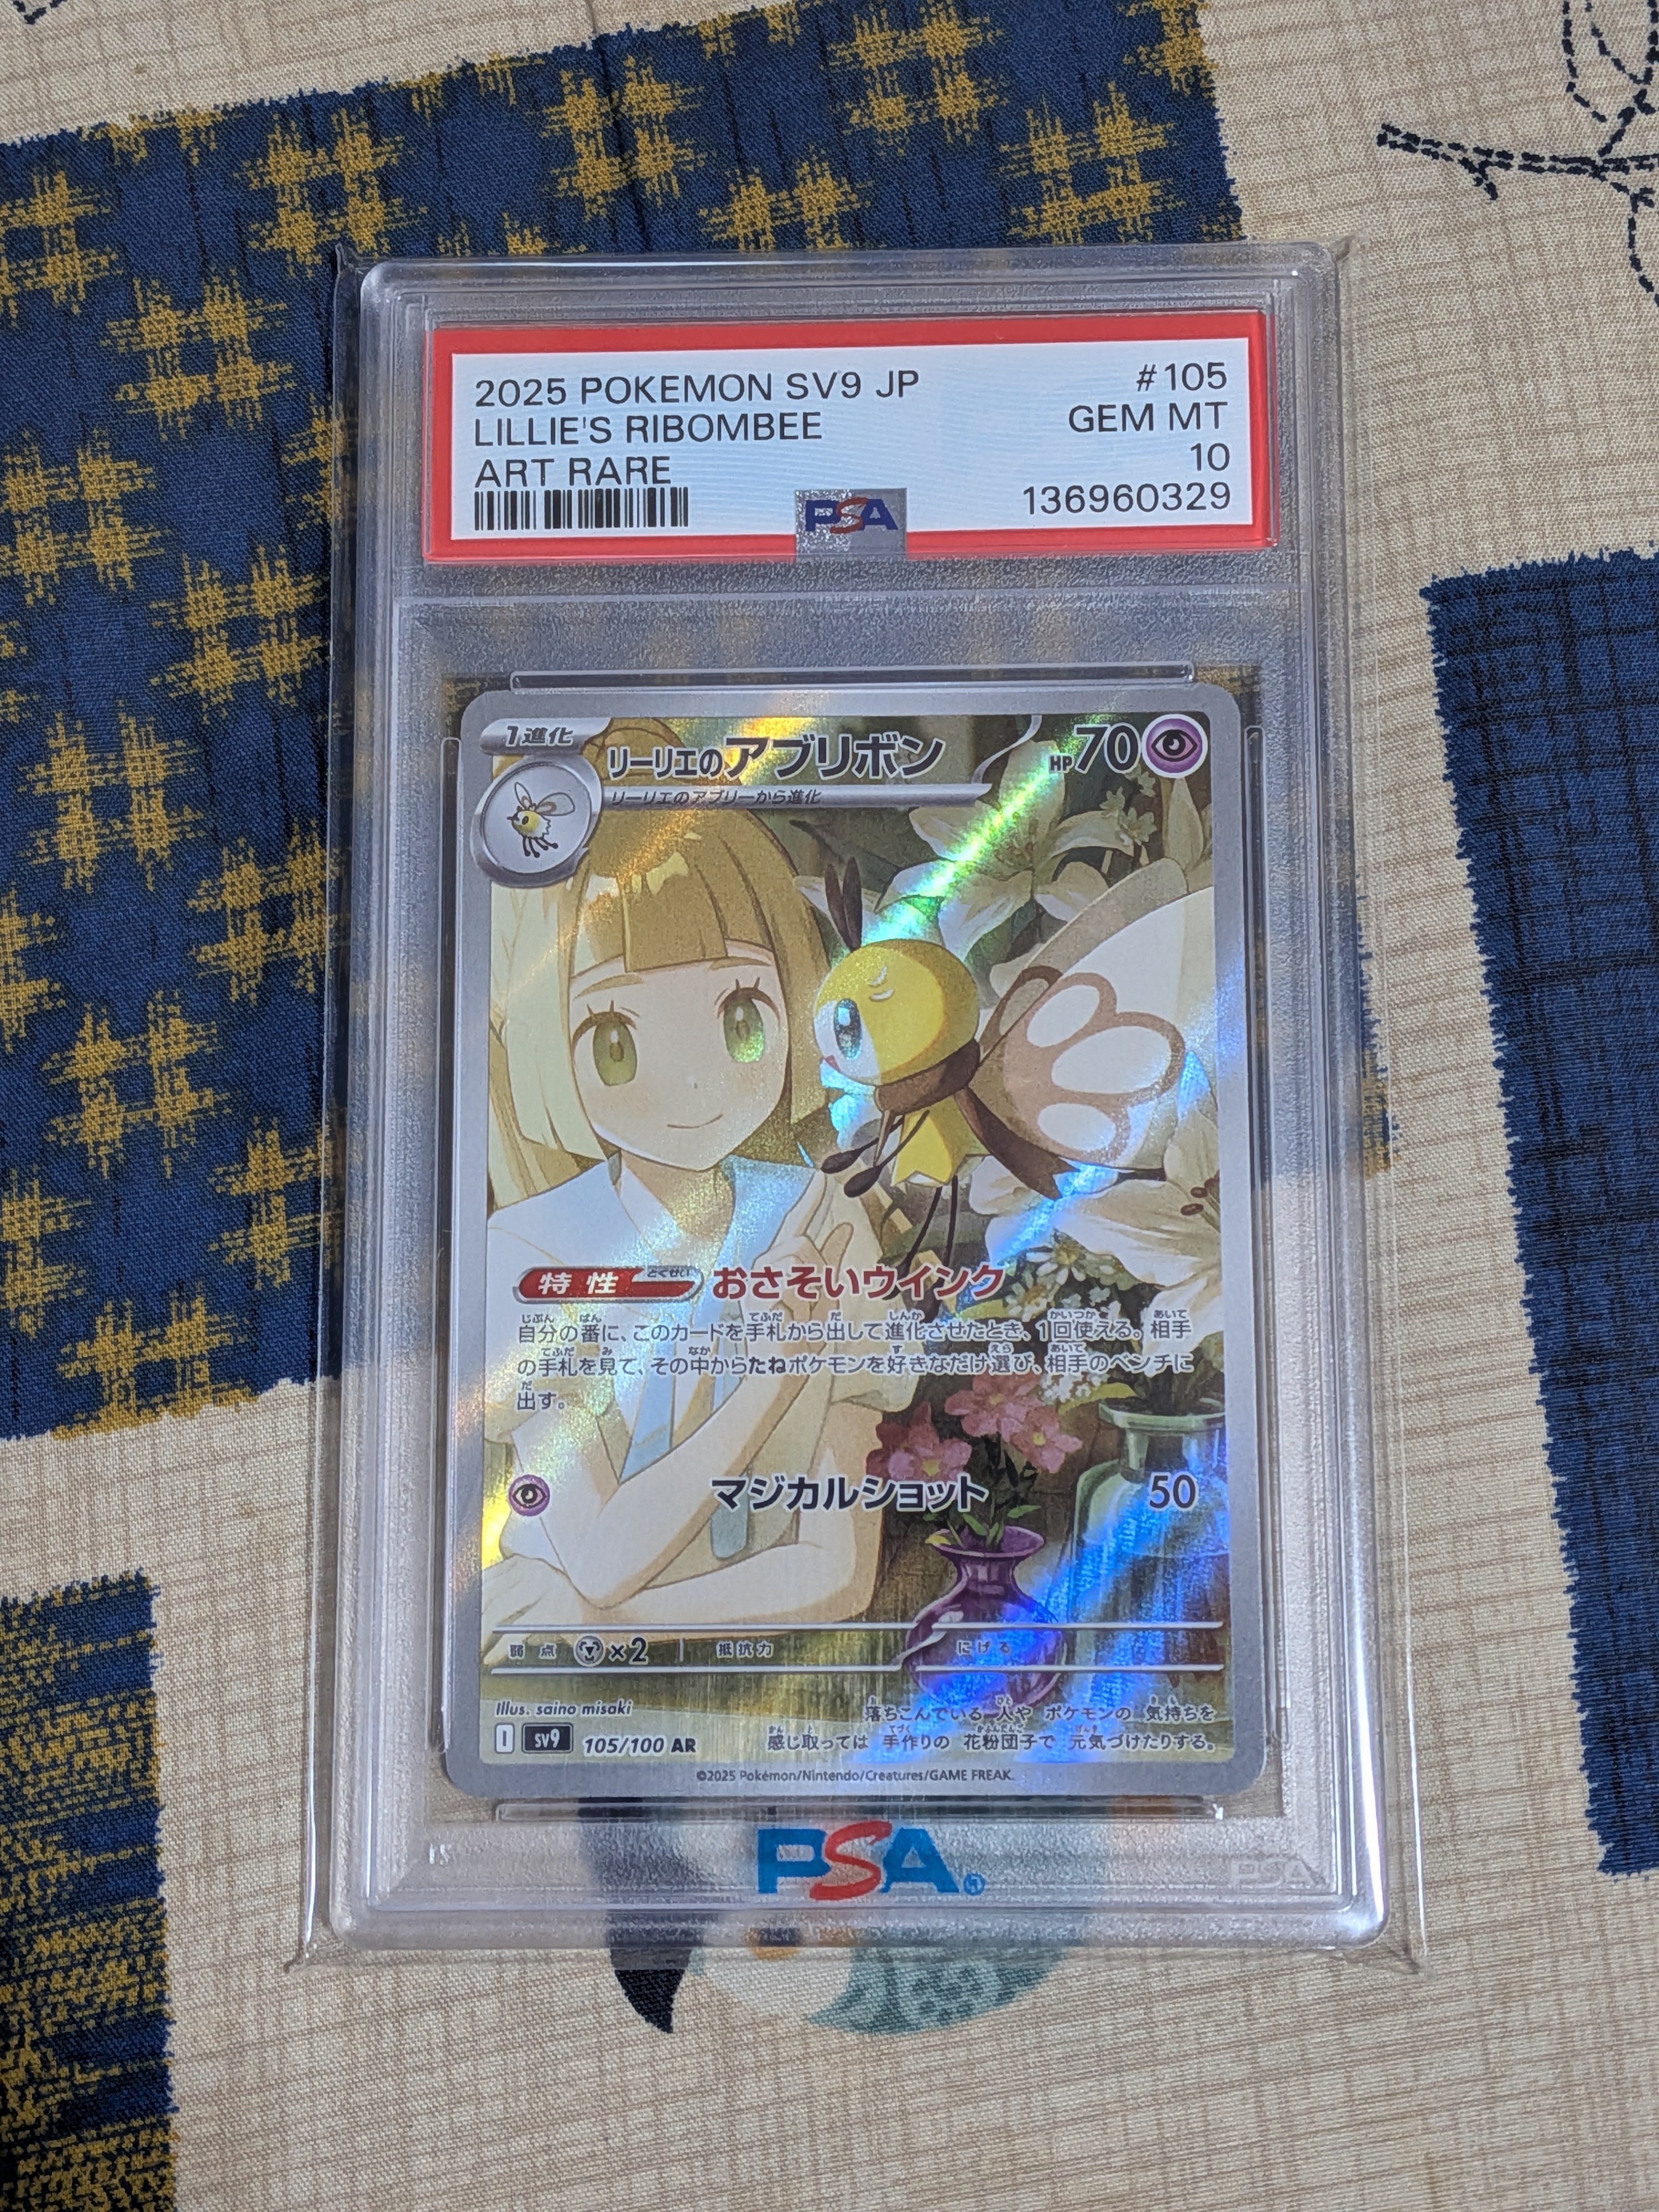 2025 POKEMON SV9 JP #105
LILLIE'S RIBOMBEE GEM MT
ART RARE 10
136960329
PSA
1進化
リーリエのアブリボン HP70
リーリエのアブリーから進化
特性 とくせい おさそいウインク
自分の番に、このカードを手札から出して進化させたとき、1回使える。相手
の手札を見て、その中からたねポケモンを好きなだけ選び、相手のベンチに
出す。
マジカルショット 50
弱点 ×2 抵抗力 にげる
Illus. saino misaki
落ちこんでいる 人や ポケモンの 気持ちを
感じ取っては 手作りの 花粉団子で 元気づけたりする。
I sv9 105/100 AR
©2025 Pokémon/Nintendo/Creatures/GAME FREAK.
PSA
PSA